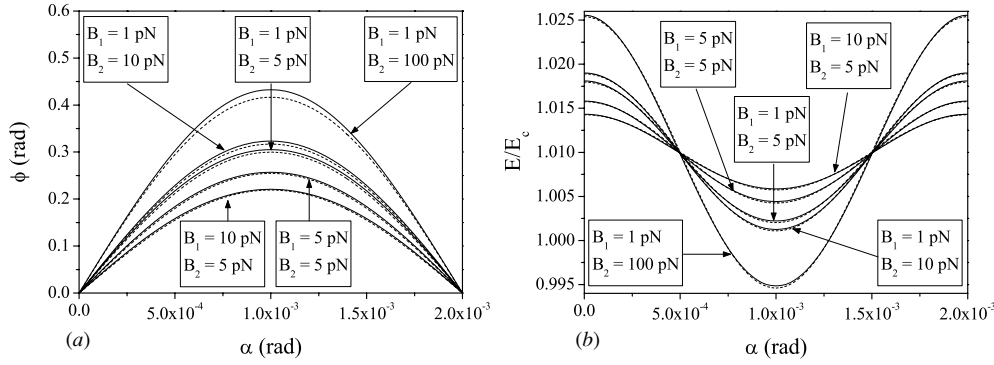 0.6
0.5
0.4
0.3
0.2
0.1
0.0
ϕ (rad)
B₁ = 1 pN
B₂ = 10 pN
B₁ = 1 pN
B₂ = 5 pN
B₁ = 1 pN
B₂ = 100 pN
B₁ = 10 pN
B₂ = 5 pN
B₁ = 5 pN
B₂ = 5 pN
0.0
5.0x10⁻⁴
1.0x10⁻³
1.5x10⁻³
2.0x10⁻³
(a)
α (rad)
1.025
1.020
1.015
1.010
1.005
1.000
0.995
E/E꜀
B₁ = 5 pN
B₂ = 5 pN
B₁ = 10 pN
B₂ = 5 pN
B₁ = 1 pN
B₂ = 5 pN
B₁ = 1 pN
B₂ = 100 pN
B₁ = 1 pN
B₂ = 10 pN
0.0
5.0x10⁻⁴
1.0x10⁻³
1.5x10⁻³
2.0x10⁻³
(b)
α (rad)